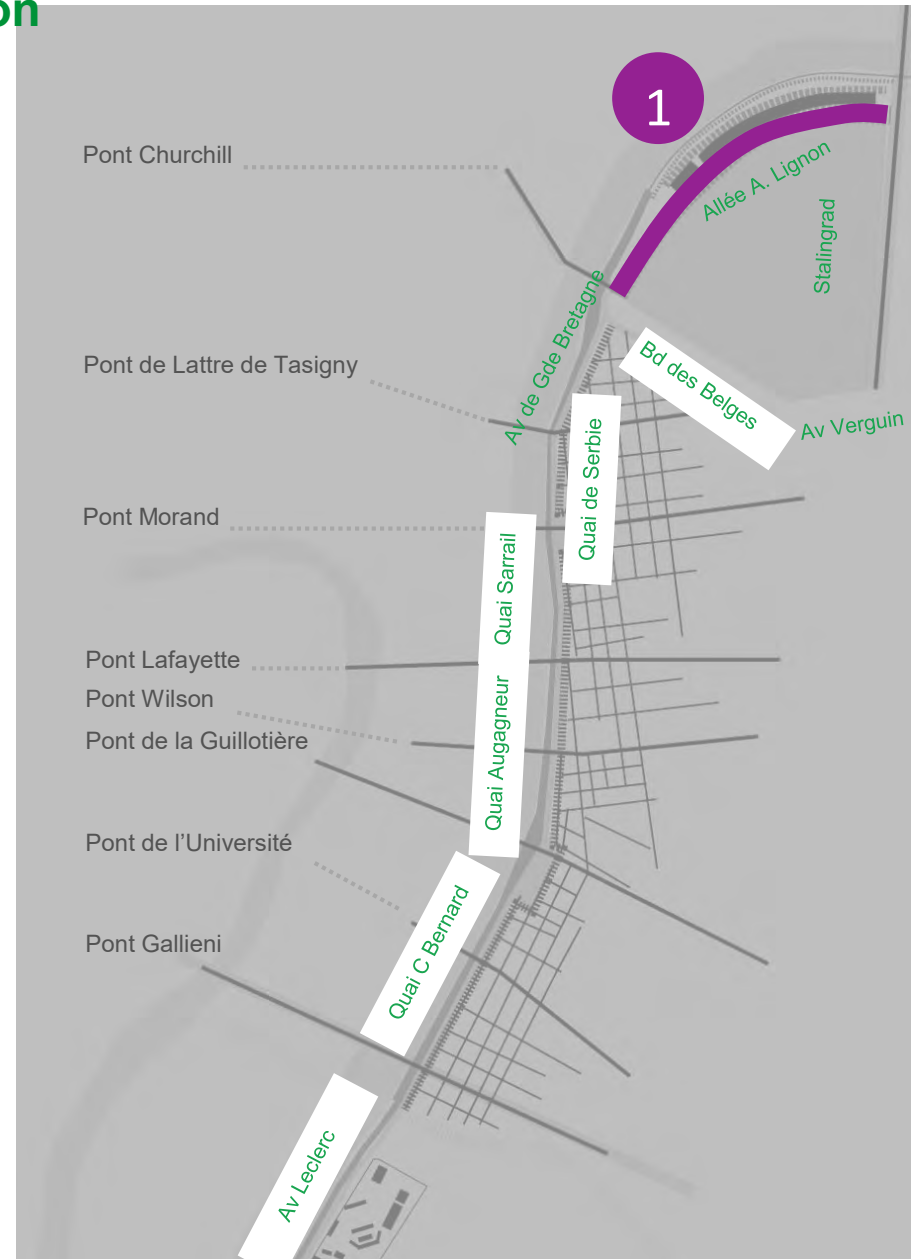 on
1
Pont Churchill
Allée A. Lignon
Stalingrad
Av de Gde Bretagne
Pont de Lattre de Tasigny
Bd des Belges
Av Verguin
Quai de Serbie
Pont Morand
Quai Sarrail
Pont Lafayette
Pont Wilson
Pont de la Guillotière
Quai Augagneur
Pont de l’Université
Quai C Bernard
Pont Gallieni
Av Leclerc